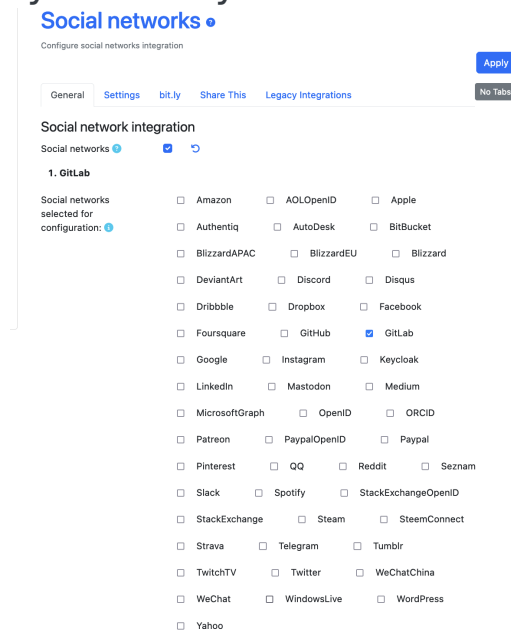 Social networks
Configure social networks integration
Apply
General Settings bit.ly Share This Legacy Integrations
No Tabs
Social network integration
Social networks
1. GitLab
Social networks
selected for
configuration:
Amazon AOLOpenID Apple
Authentiq AutoDesk BitBucket
BlizzardAPAC BlizzardEU Blizzard
DeviantArt Discord Disqus
Dribbble Dropbox Facebook
Foursquare GitHub GitLab
Google Instagram Keycloak
LinkedIn Mastodon Medium
MicrosoftGraph OpenID ORCID
Patreon PaypalOpenID Paypal
Pinterest QQ Reddit Seznam
Slack Spotify StackExchangeOpenID
StackExchange Steam SteemConnect
Strava Telegram Tumblr
TwitchTV Twitter WeChatChina
WeChat WindowsLive WordPress
Yahoo